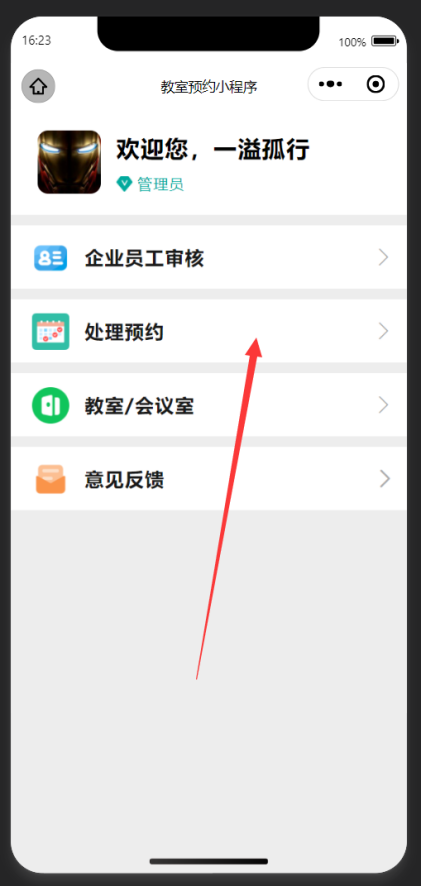 16:23
100%
教室预约小程序
欢迎您，一溢孤行
管理员
企业员工审核
处理预约
教室/会议室
意见反馈